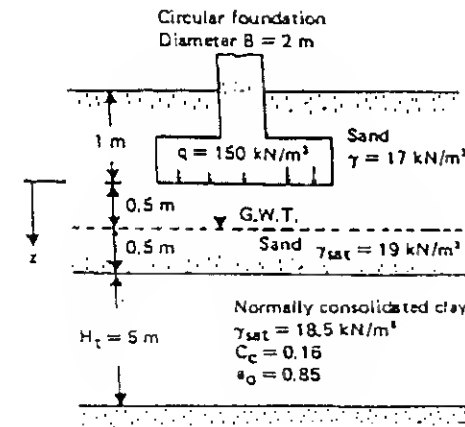 Circular foundation
Diameter B = 2 m
1 m
q = 150 kN/m³
Sand
γ = 17 kN/m³
0.5 m
G.W.T.
z
0.5 m
Sand
γsat = 19 kN/m³
Normally consolidated clay
Ht = 5 m
γsat = 18.5 kN/m³
Cc = 0.16
e₀ = 0.85